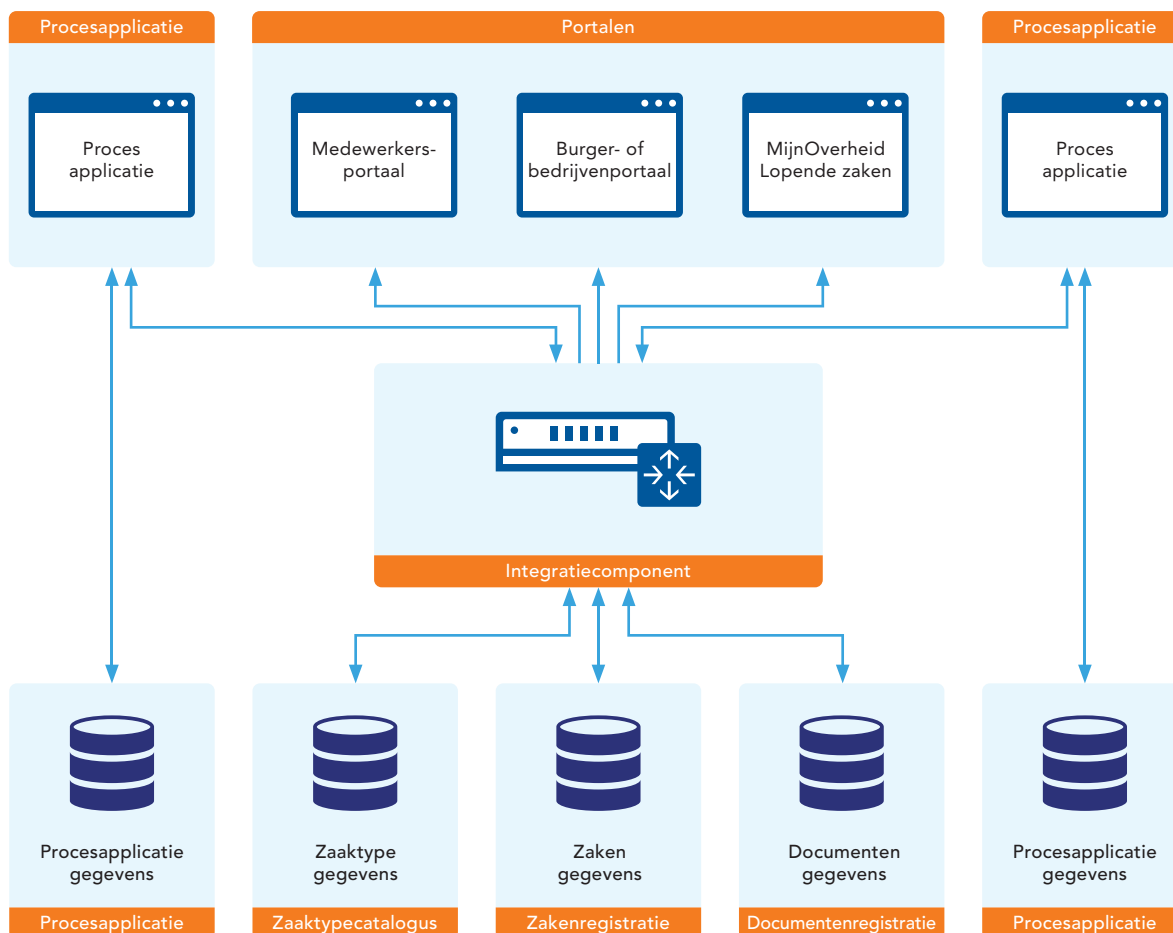 Procesapplicatie
Portalen
Procesapplicatie
Proces
applicatie
Medewerkers-
portaal
Burger- of
bedrijvenportaal
MijnOverheid
Lopende zaken
Proces
applicatie
Integratiecomponent
Procesapplicatie
gegevens
Zaaktype
gegevens
Zaken
gegevens
Documenten
gegevens
Procesapplicatie
gegevens
Procesapplicatie
Zaaktypecatalogus
Zakenregistratie
Documentenregistratie
Procesapplicatie